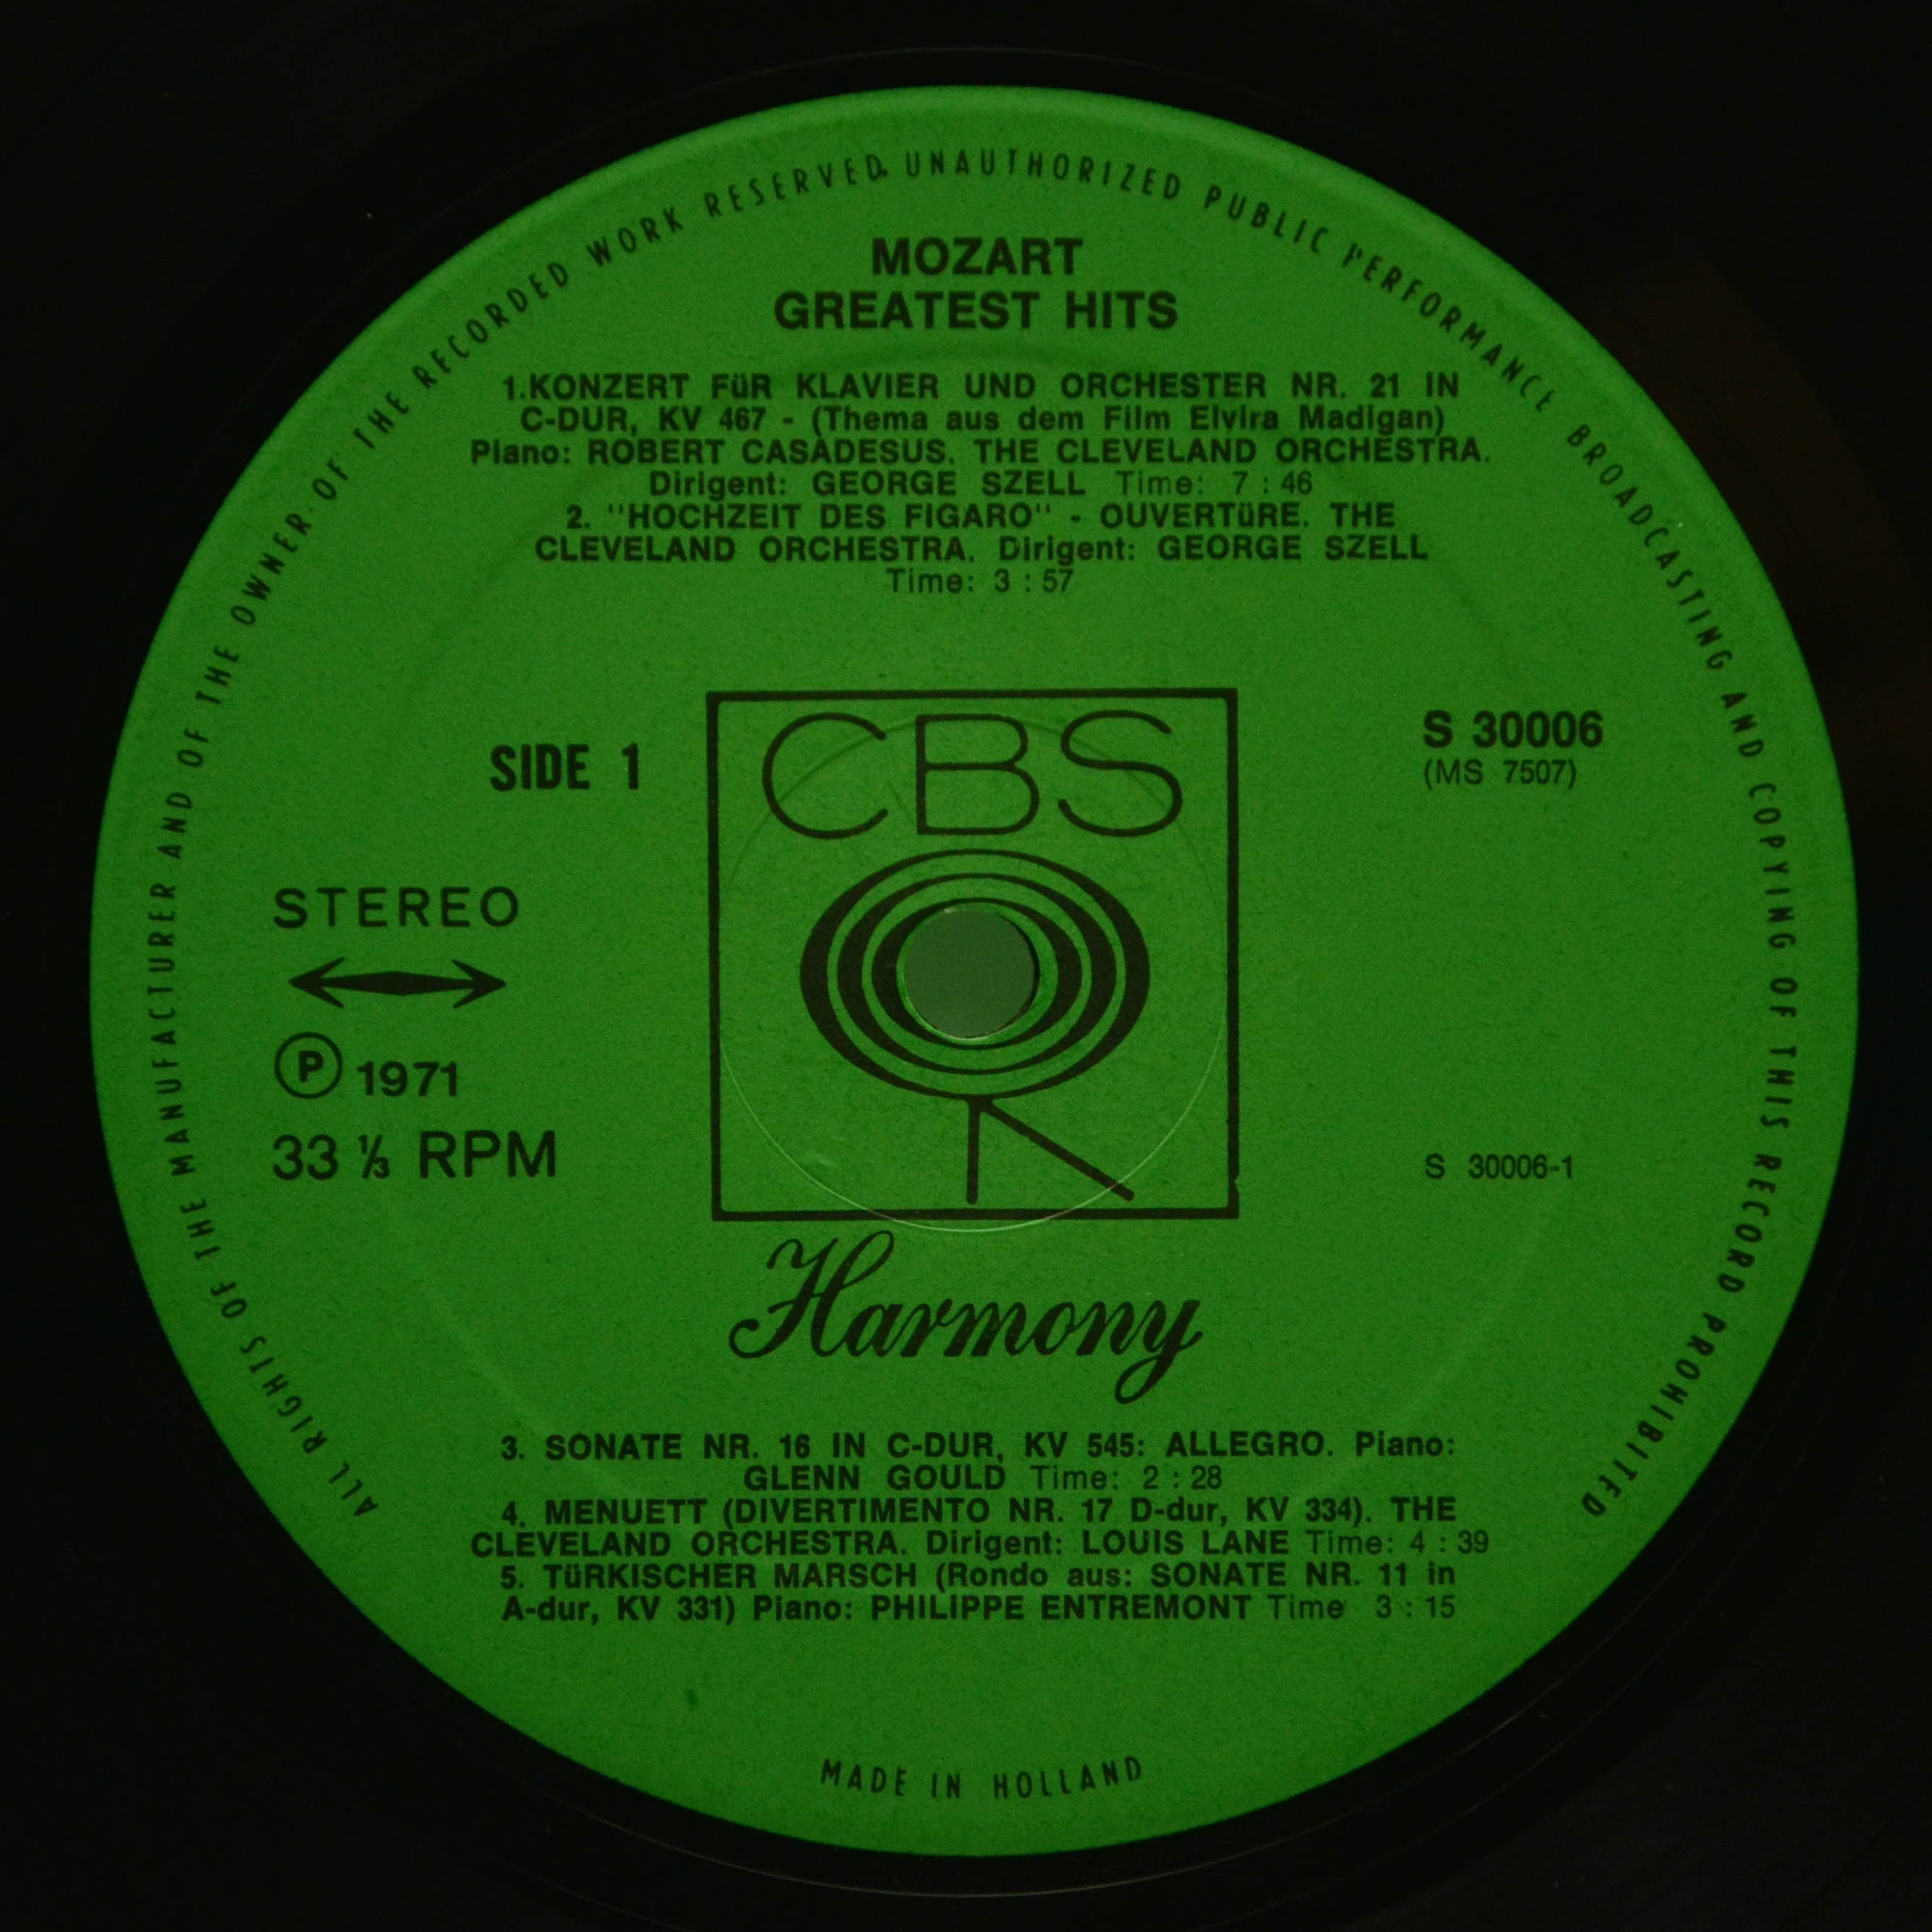 ALL RIGHTS OF THE MANUFACTURER AND OF THE OWNER OF THE RECORDED WORK RESERVED. UNAUTHORIZED PUBLIC PERFORMANCE BROADCASTING AND COPYING OF THIS RECORD PROHIBITED
MOZART
GREATEST HITS
1.KONZERT FüR KLAVIER UND ORCHESTER NR. 21 IN
C-DUR, KV 467 - (Thema aus dem Film Elvira Madigan)
Piano: ROBERT CASADESUS. THE CLEVELAND ORCHESTRA.
Dirigent: GEORGE SZELL Time: 7 : 46
2. "HOCHZEIT DES FIGARO" - OUVERTüRE. THE
CLEVELAND ORCHESTRA. Dirigent: GEORGE SZELL
Time: 3 : 57
CBS
SIDE 1
S 30006
(MS 7507)
STEREO
℗ 1971
33 ⅓ RPM
S 30006-1
Harmony
3. SONATE NR. 16 IN C-DUR, KV 545: ALLEGRO. Piano:
GLENN GOULD Time: 2 : 28
4. MENUETT (DIVERTIMENTO NR. 17 D-dur, KV 334). THE
CLEVELAND ORCHESTRA. Dirigent: LOUIS LANE Time: 4 : 39
5. TüRKISCHER MARSCH (Rondo aus: SONATE NR. 11 in
A-dur, KV 331) Piano: PHILIPPE ENTREMONT Time 3 : 15
MADE IN HOLLAND